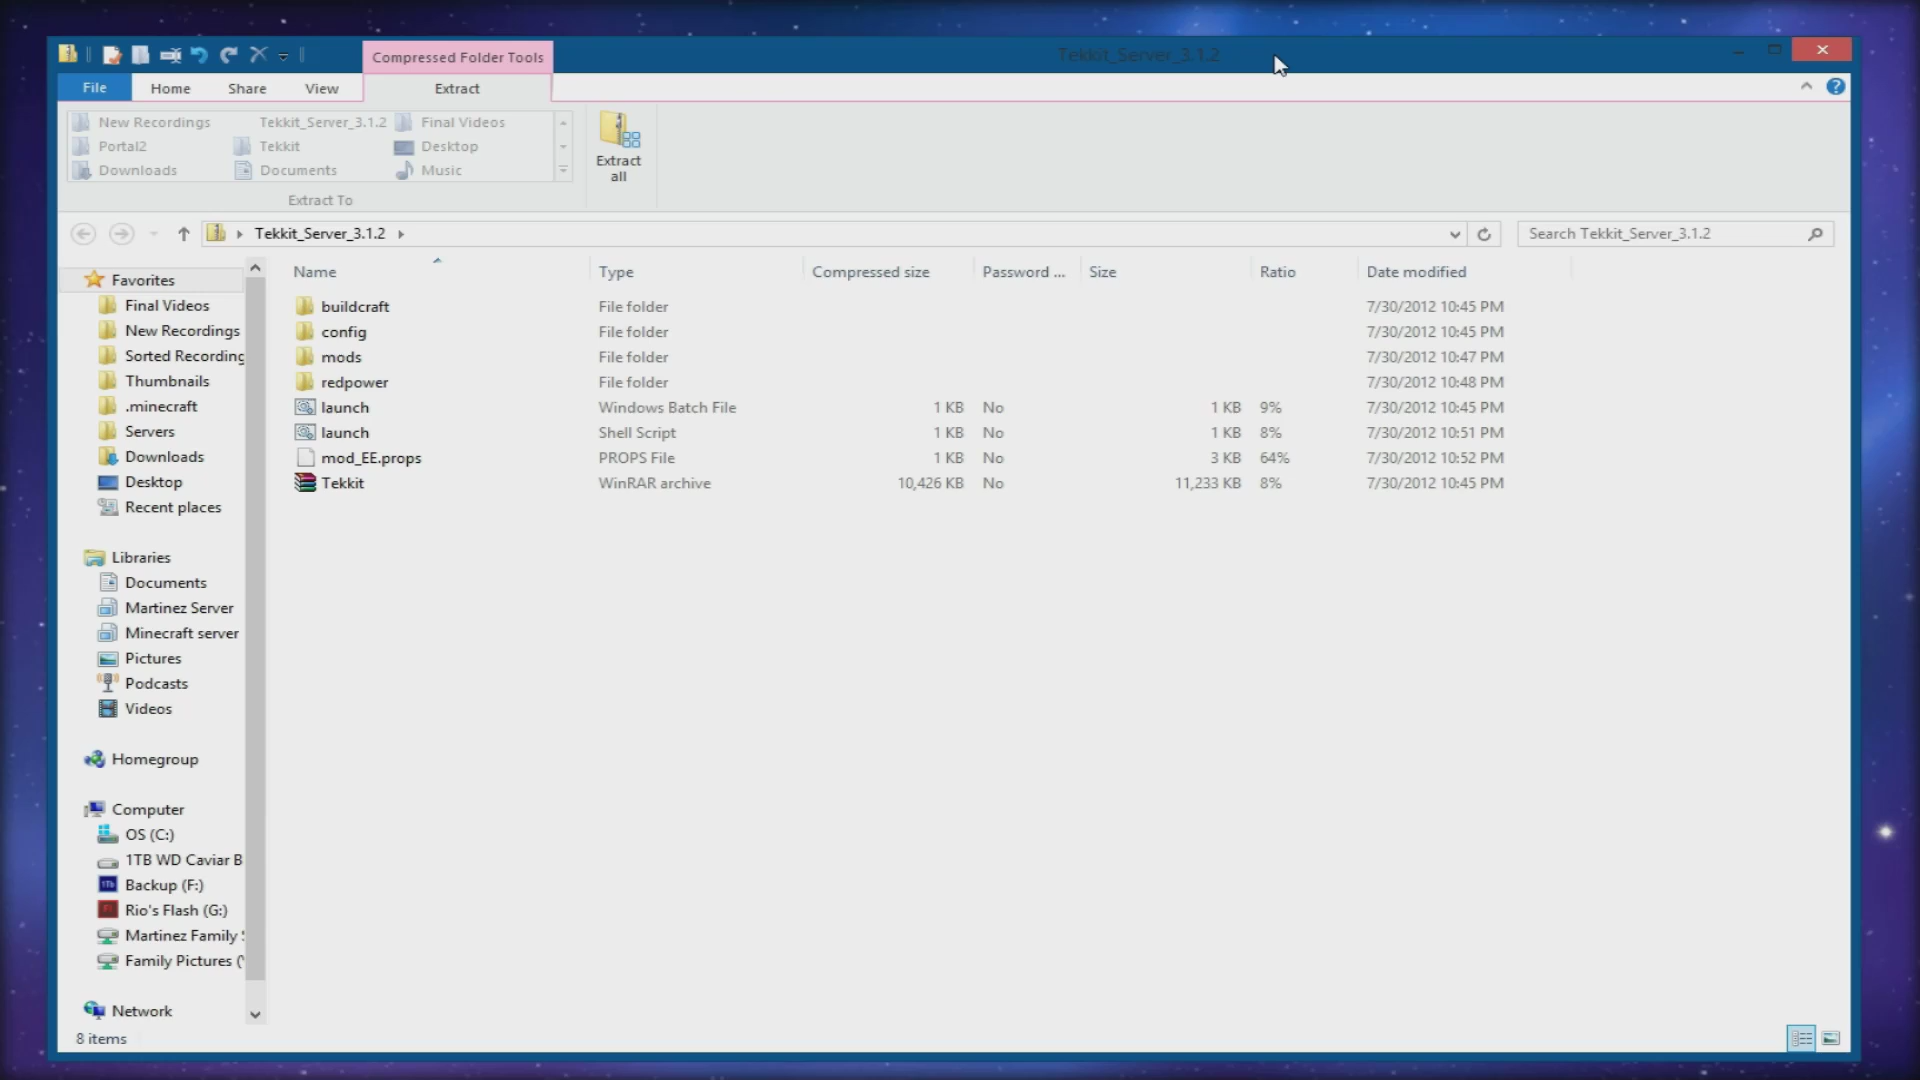 Compressed Folder Tools
Tekkit_Server_3.1.2
File Home Share View Extract
New Recordings Tekkit_Server_3.1.2 Final Videos
Portal2 Tekkit Desktop
Downloads Documents Music
Extract To
Extract
all
Tekkit_Server_3.1.2
Search Tekkit_Server_3.1.2
Name Type Compressed size Password ... Size Ratio Date modified
buildcraft File folder 7/30/2012 10:45 PM
config File folder 7/30/2012 10:45 PM
mods File folder 7/30/2012 10:47 PM
redpower File folder 7/30/2012 10:48 PM
launch Windows Batch File 1 KB No 1 KB 9% 7/30/2012 10:45 PM
launch Shell Script 1 KB No 1 KB 8% 7/30/2012 10:51 PM
mod_EE.props PROPS File 1 KB No 3 KB 64% 7/30/2012 10:52 PM
Tekkit WinRAR archive 10,426 KB No 11,233 KB 8% 7/30/2012 10:45 PM
Favorites
Final Videos
New Recordings
Sorted Recording
Thumbnails
.minecraft
Servers
Downloads
Desktop
Recent places
Libraries
Documents
Martinez Server
Minecraft server
Pictures
Podcasts
Videos
Homegroup
Computer
OS (C:)
1TB WD Caviar B
Backup (F:)
Rio's Flash (G:)
Martinez Family
Family Pictures (
Network
8 items